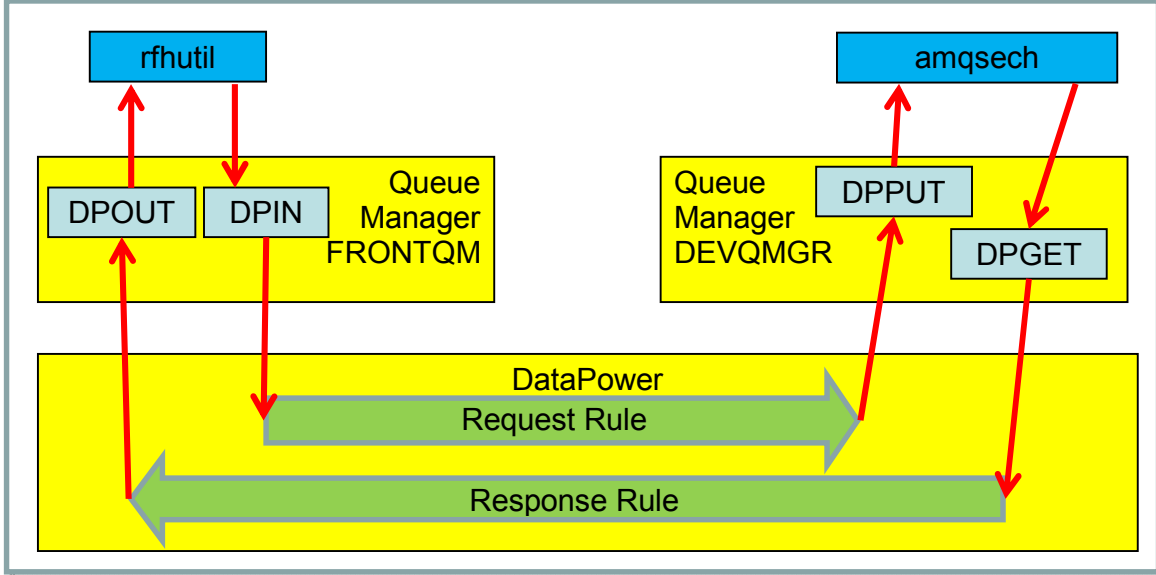 rfhutil
amqsech
DPOUT
DPIN
Queue
Manager
FRONTQM
Queue
Manager
DEVQMGR
DPPUT
DPGET
DataPower
Request Rule
Response Rule